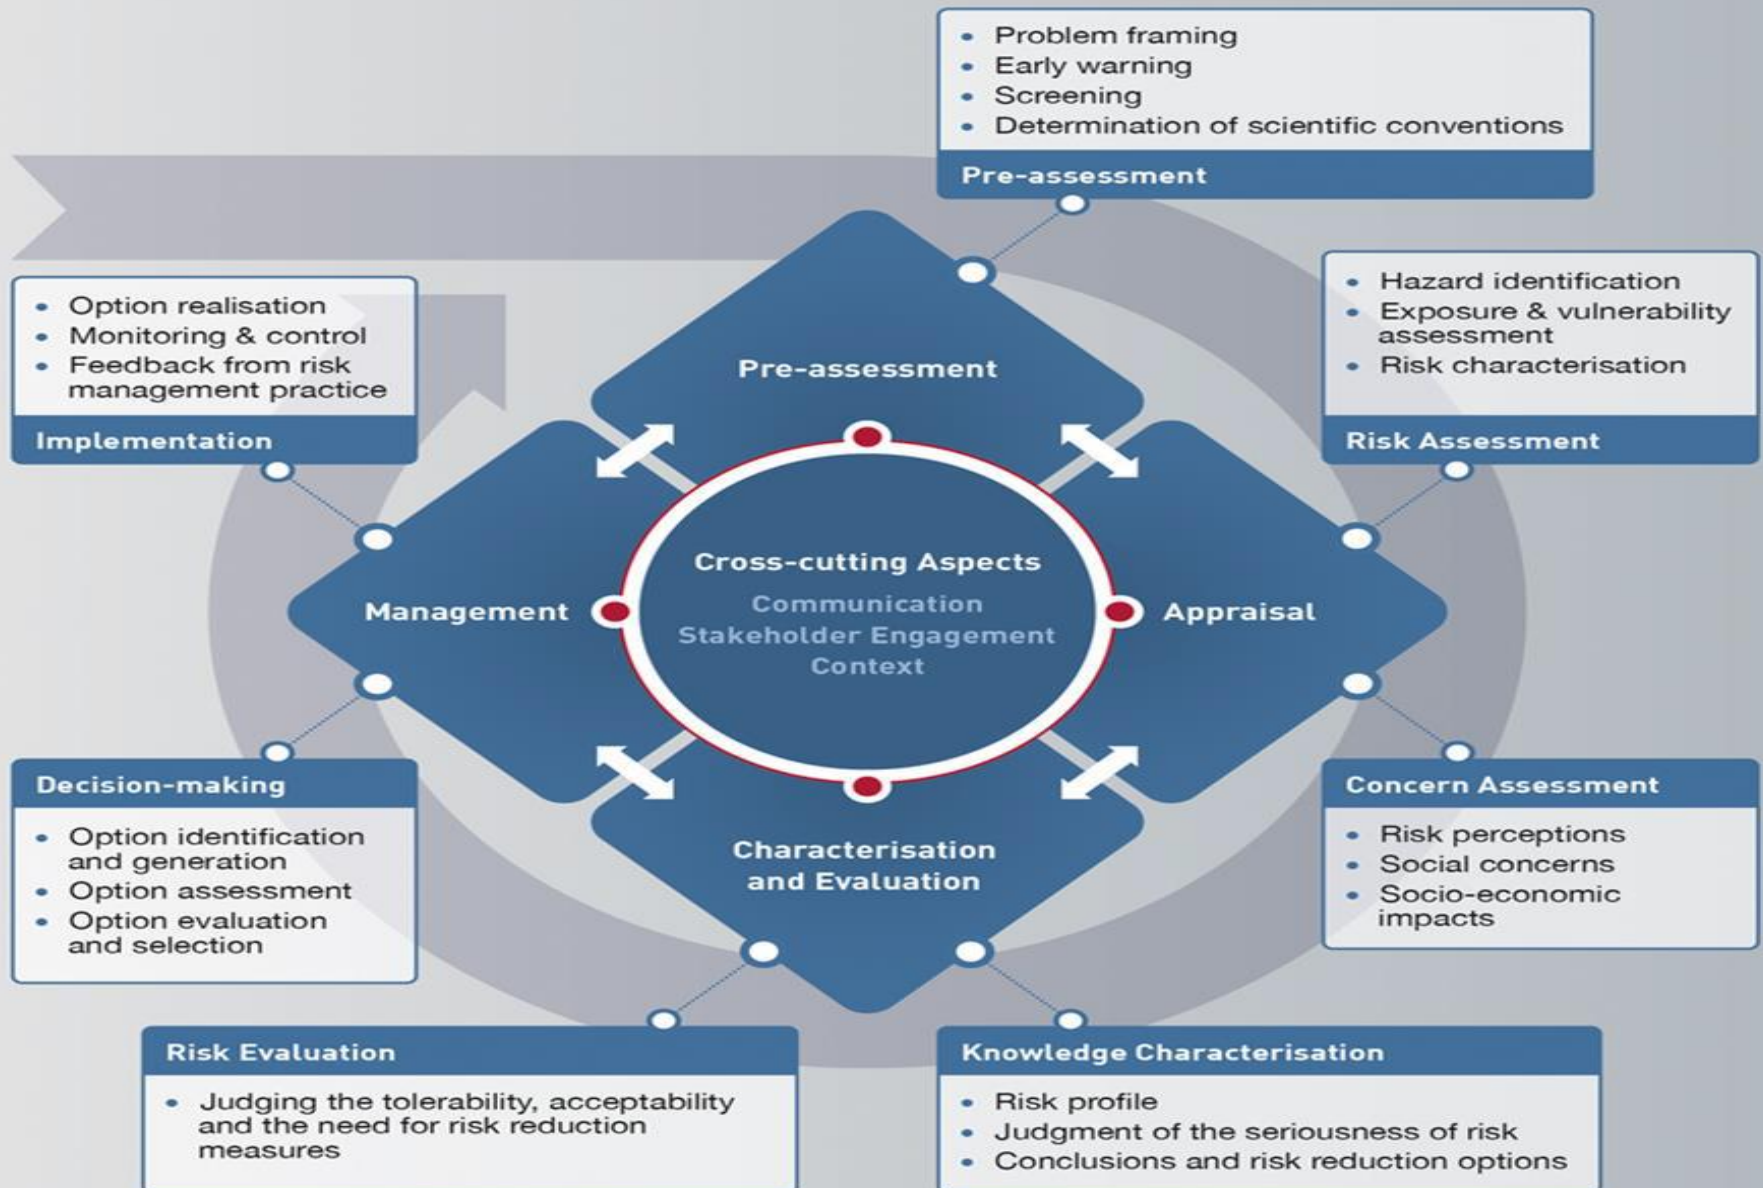 • Problem framing
• Early warning
• Screening
• Determination of scientific conventions
Pre-assessment
• Option realisation
• Monitoring & control
• Feedback from risk
management practice
Implementation
• Hazard identification
• Exposure & vulnerability
assessment
• Risk characterisation
Risk Assessment
Pre-assessment
Cross-cutting Aspects
Communication
Stakeholder Engagement
Context
Management
Appraisal
Characterisation
and Evaluation
Decision-making
• Option identification
and generation
• Option assessment
• Option evaluation
and selection
Concern Assessment
• Risk perceptions
• Social concerns
• Socio-economic
impacts
Risk Evaluation
• Judging the tolerability, acceptability
and the need for risk reduction
measures
Knowledge Characterisation
• Risk profile
• Judgment of the seriousness of risk
• Conclusions and risk reduction options